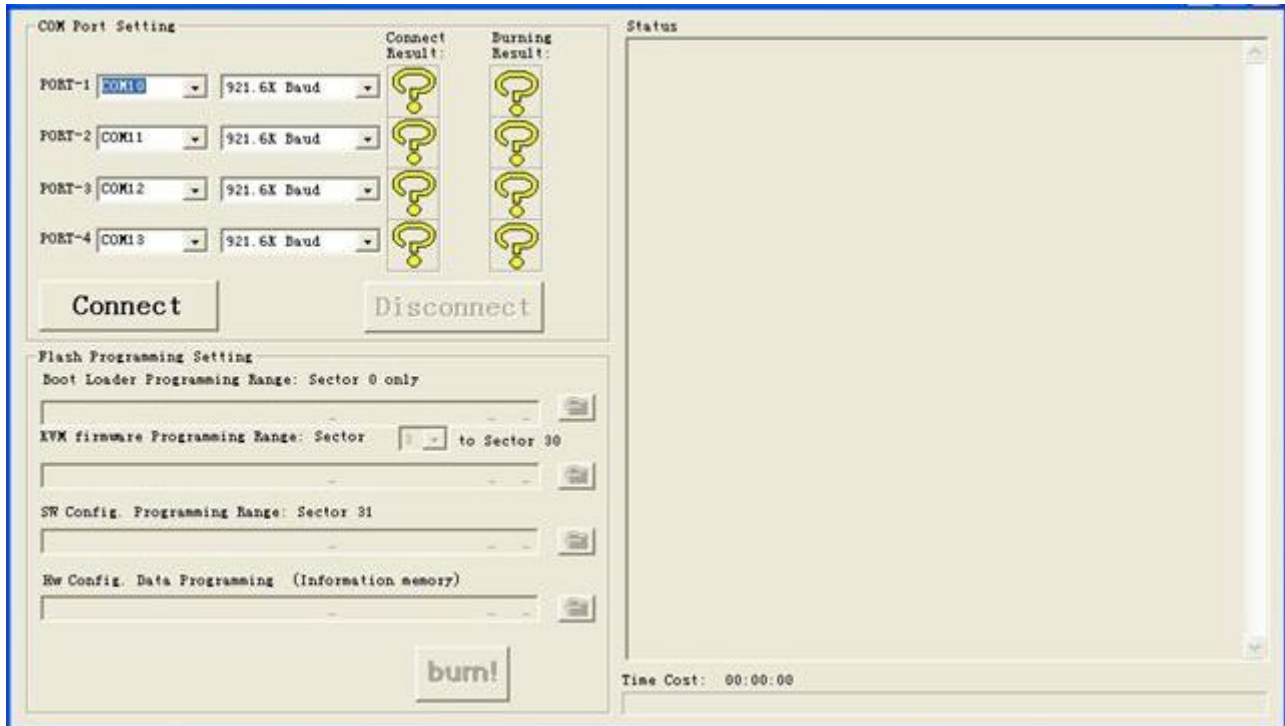 COM Port Setting
Connect Result:
Burning Result:
PORT-1 COM10 921.6K Baud
PORT-2 COM11 921.6K Baud
PORT-3 COM12 921.6K Baud
PORT-4 COM13 921.6K Baud
Connect
Disconnect
Flash Programming Setting
Boot Loader Programming Range: Sector 0 only
XVM firmware Programming Range: Sector to Sector 30
SW Config. Programming Range: Sector 31
Hw Config. Data Programming (Information memory)
burn!
Status
Time Cost: 00:00:00